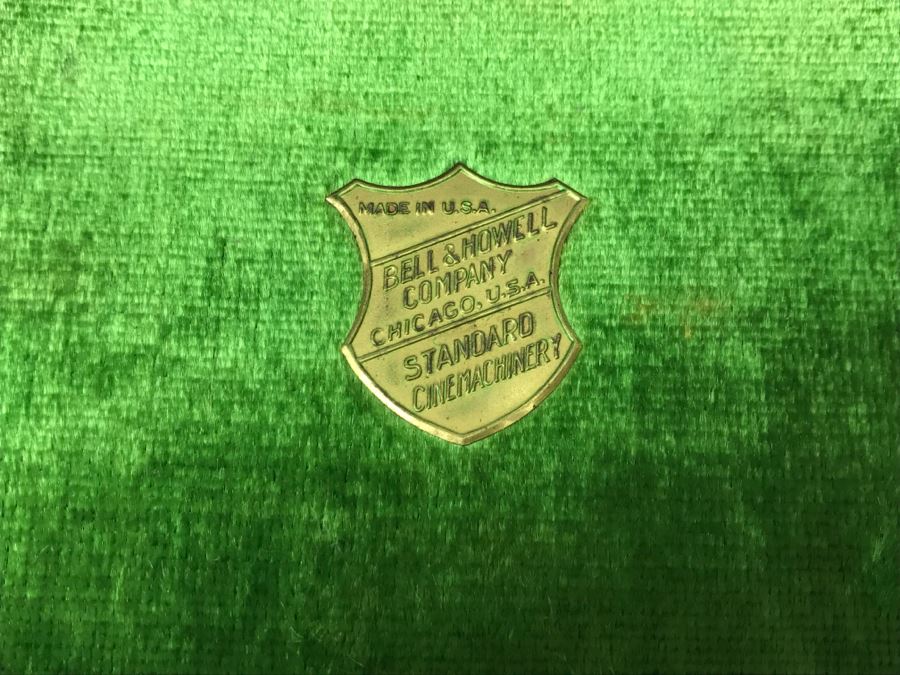 MADE IN U.S.A.
BELL & HOWELL
COMPANY
CHICAGO, U.S.A.
STANDARD
CINEMACHINERY